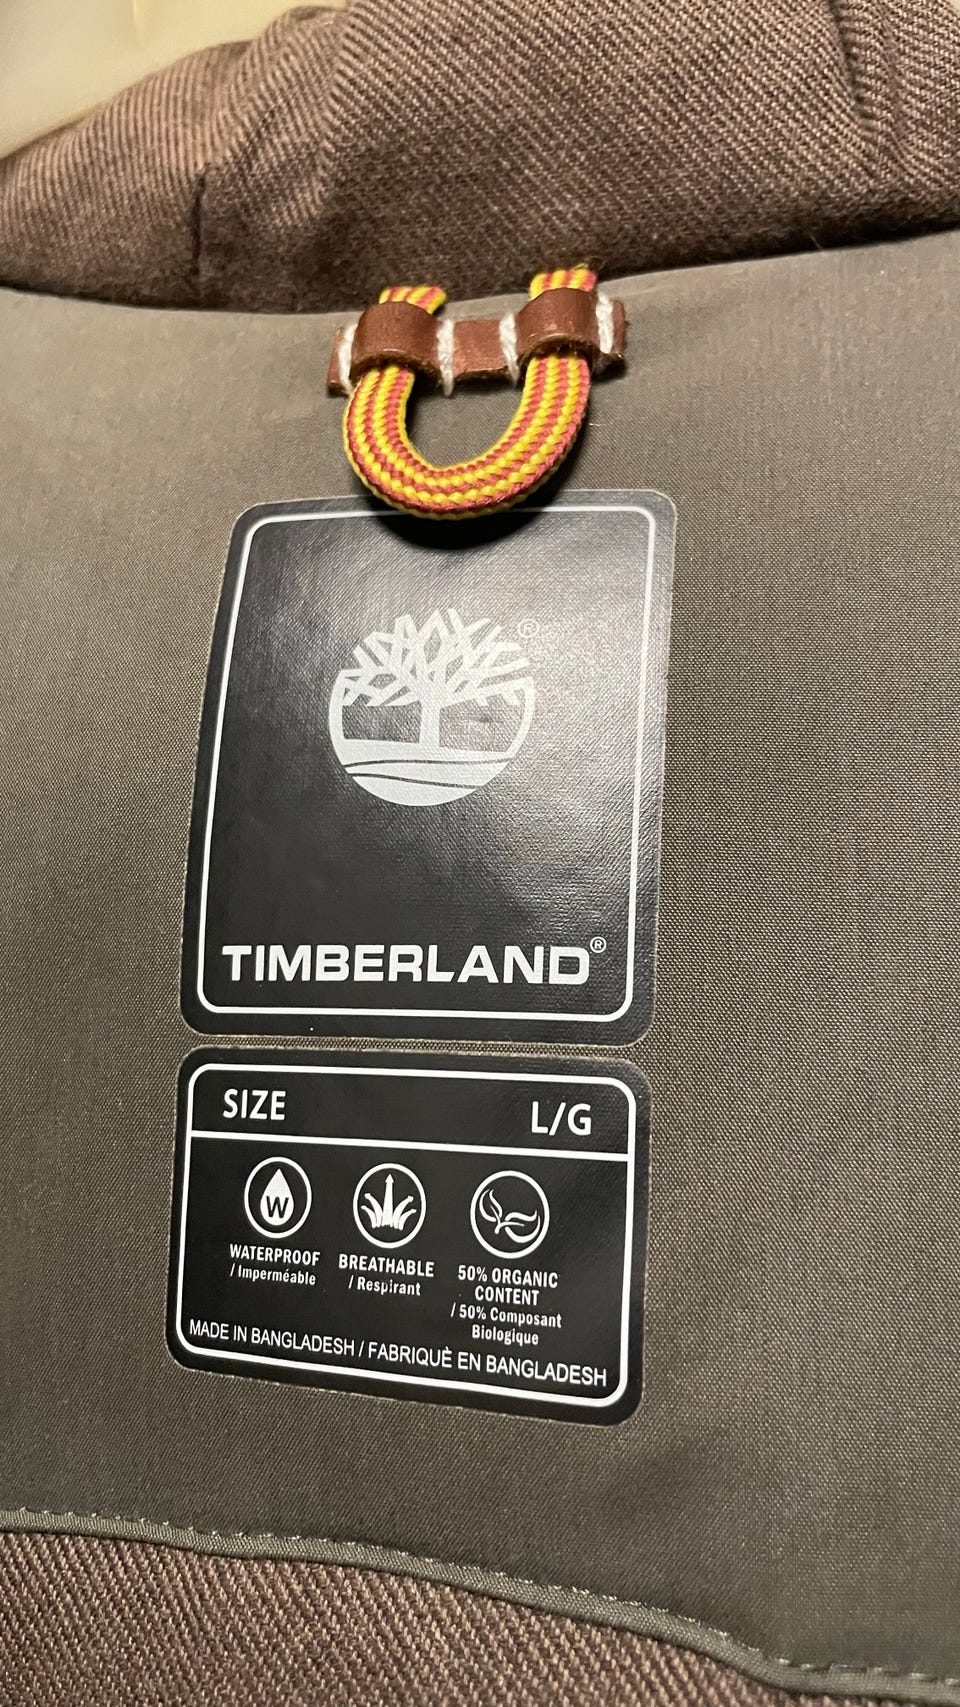 ®
TIMBERLAND®
SIZE L/G
W
WATERPROOF
/ Imperméable
BREATHABLE
/ Respirant
50% ORGANIC
CONTENT
/ 50% Composant
Biologique
MADE IN BANGLADESH / FABRIQUÈ EN BANGLADESH